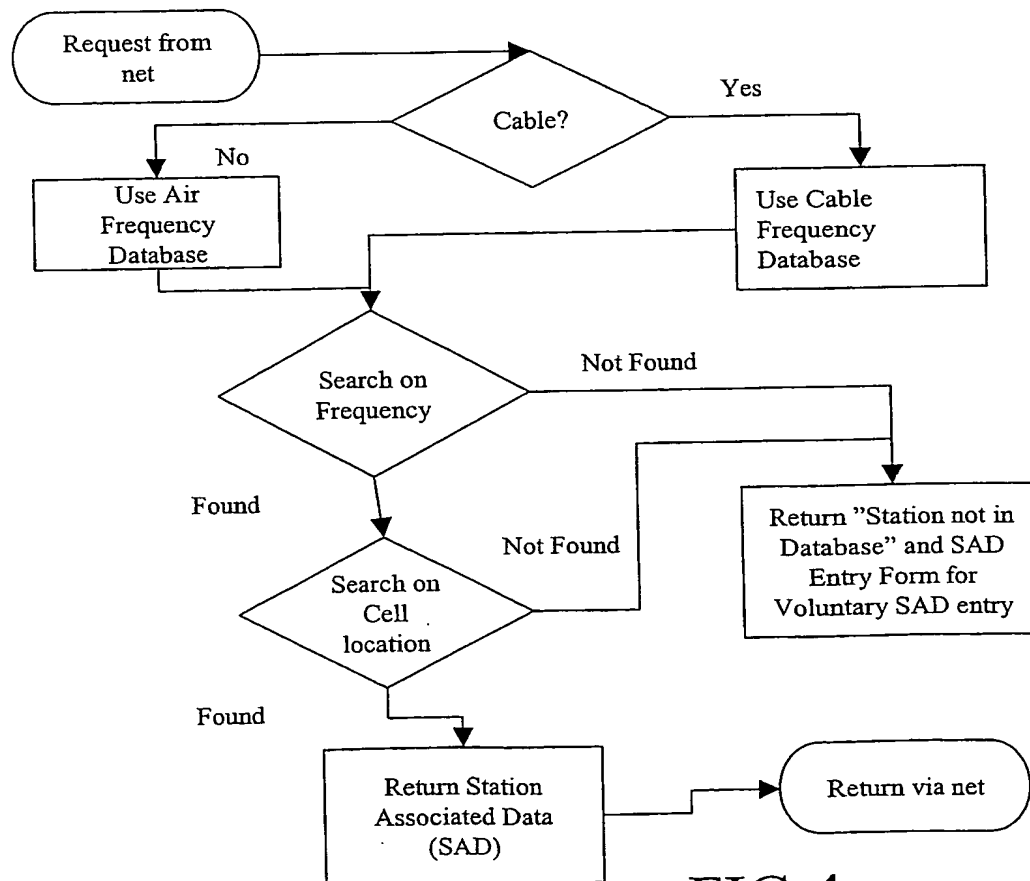 Request from
net
Cable?
Yes
No
Use Air
Frequency
Database
Use Cable
Frequency
Database
Search on
Frequency
Not Found
Found
Search on
Cell
location
Not Found
Return ”Station not in
Database” and SAD
Entry Form for
Voluntary SAD entry
Found
Return Station
Associated Data
(SAD)
Return via net